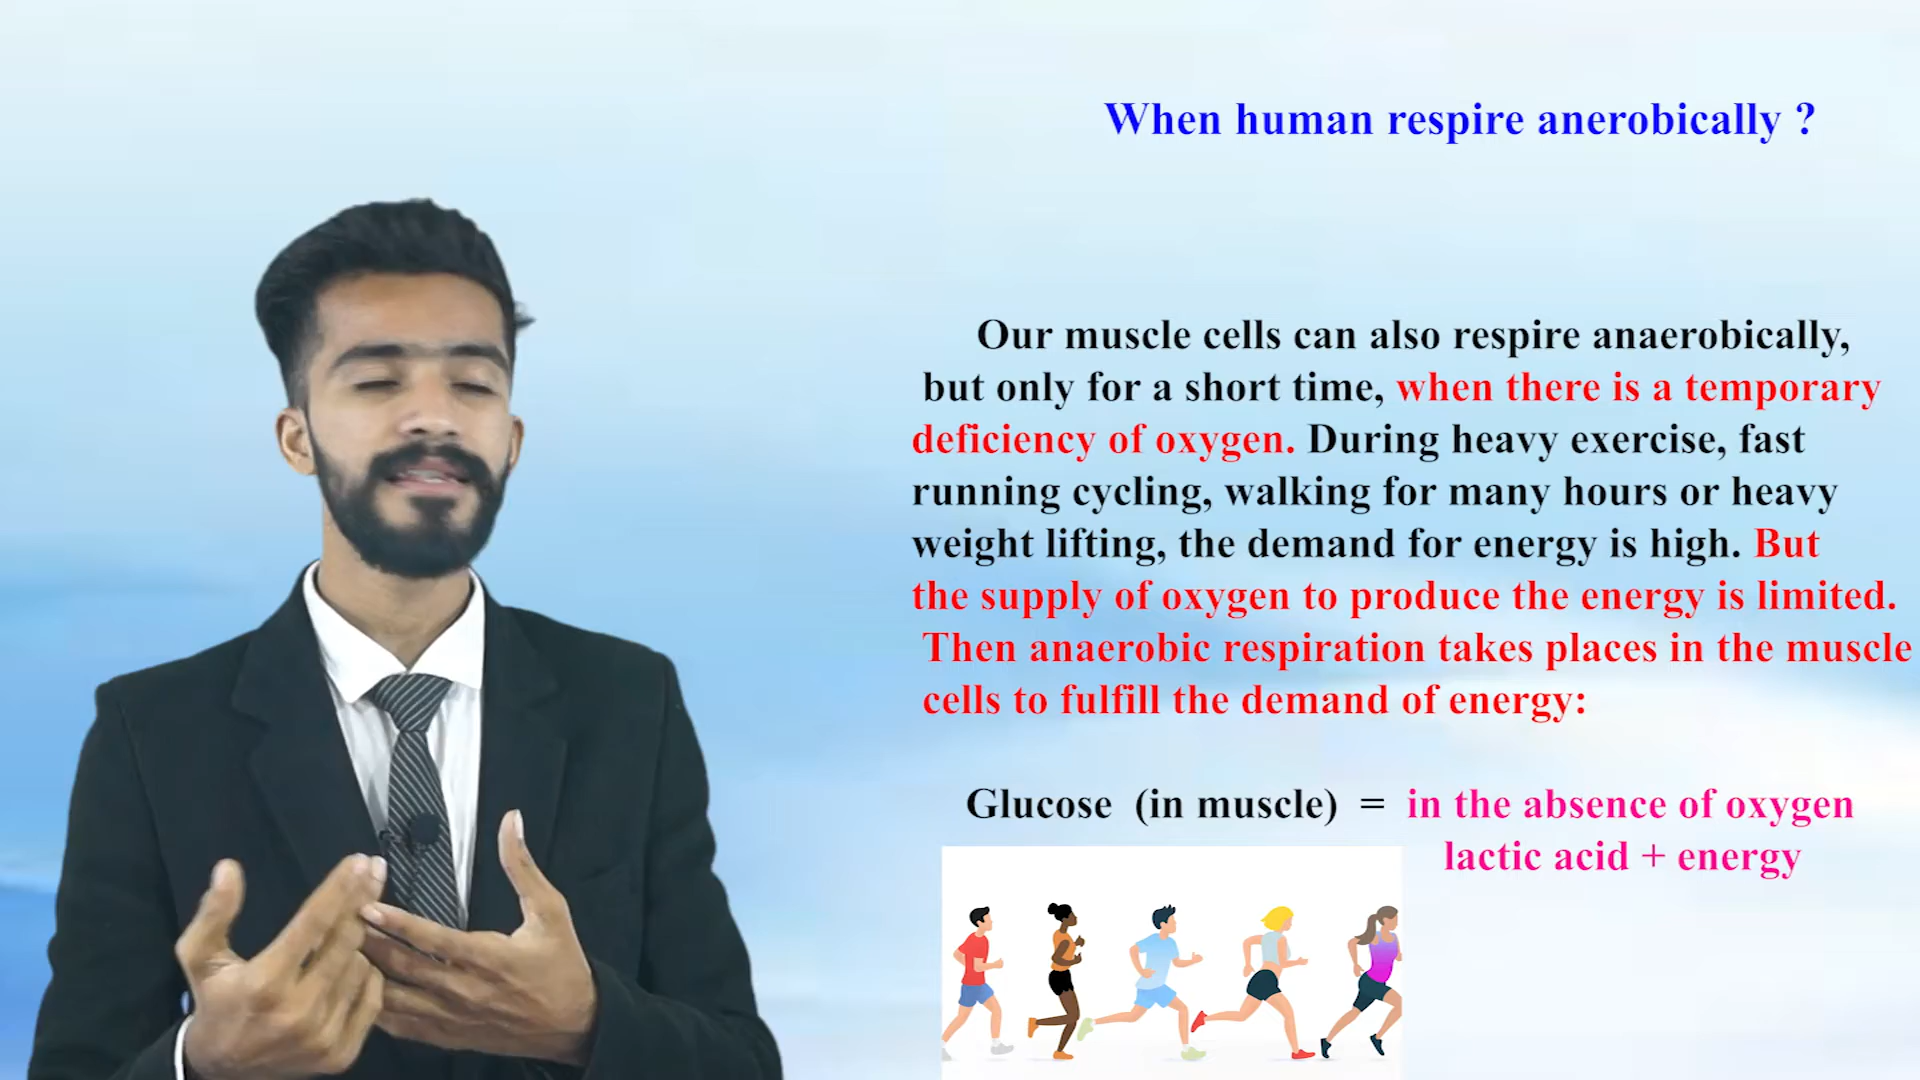 When human respire anerobically ?
Our muscle cells can also respire anaerobically,
but only for a short time, when there is a temporary
deficiency of oxygen. During heavy exercise, fast
running cycling, walking for many hours or heavy
weight lifting, the demand for energy is high. But
the supply of oxygen to produce the energy is limited.
Then anaerobic respiration takes places in the muscle
cells to fulfill the demand of energy:
Glucose (in muscle) = in the absence of oxygen
lactic acid + energy